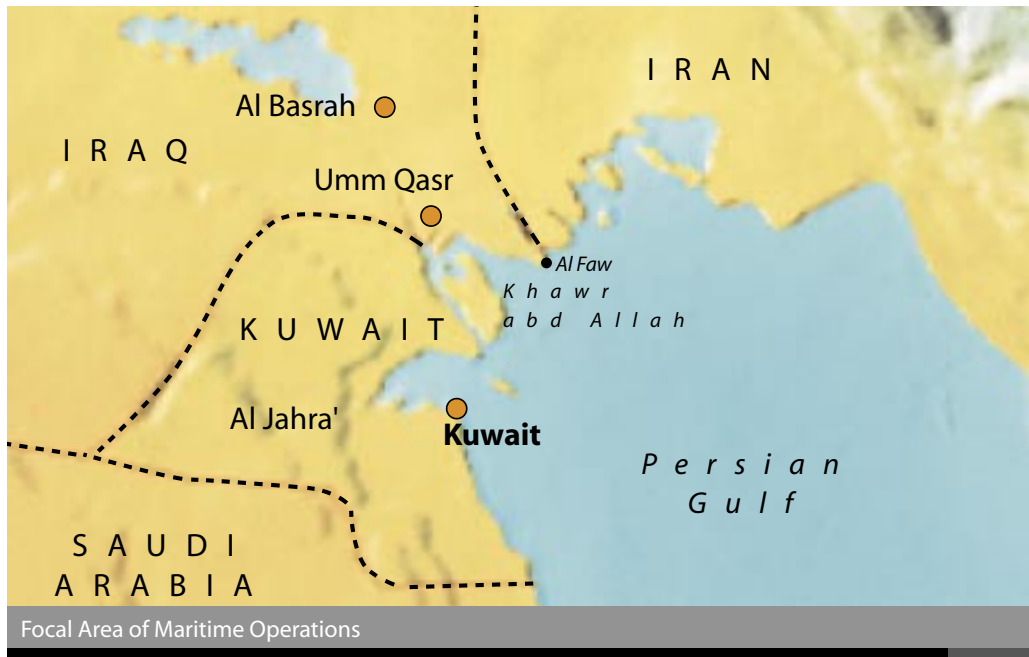 I R A N
Al Basrah
I R A Q
Umm Qasr
Al Faw
K h a w r
a b d A l l a h
K U W A I T
Al Jahra'
Kuwait
P e r s i a n
G u l f
S A U D I
A R A B I A
Focal Area of Maritime Operations